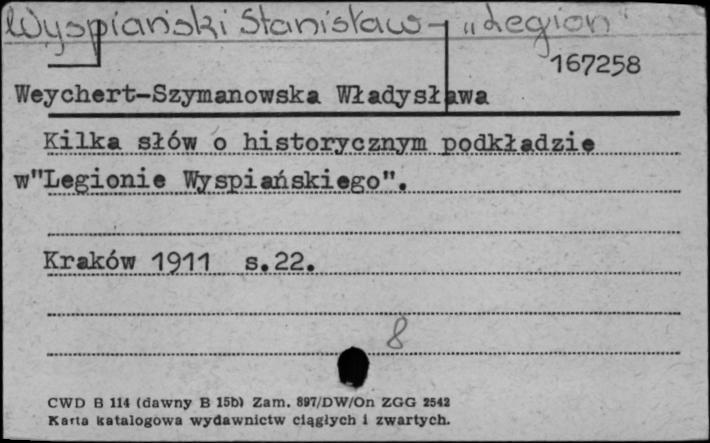 Wyspiański Stanisław - "Legion"
167258
Weychert-Szymanowska Władysława
Kilka słów o historycznym podkładzie
w"Legionie Wyspiańskiego".
Kraków 1911 s.22.
8
CWD B 114 (dawny B 15b) Zam. 897/DW/On ZGG 2542
Karta katalogowa wydawnictw ciągłych i zwartych.